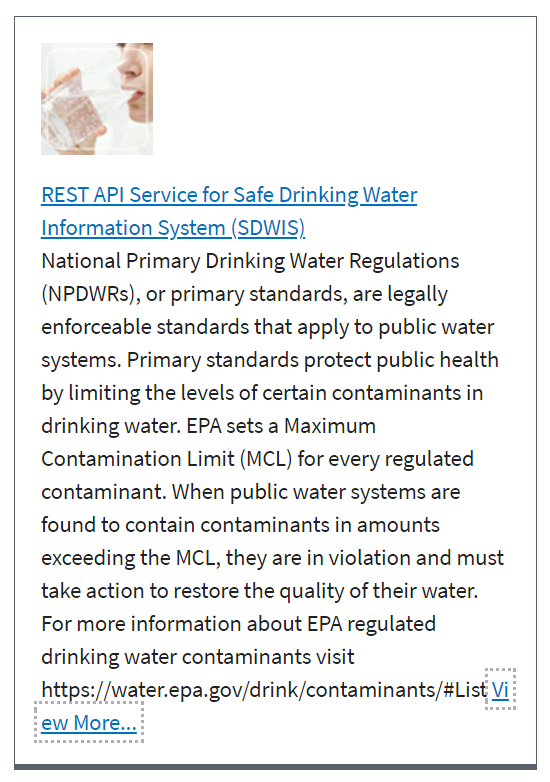 REST API Service for Safe Drinking Water
Information System (SDWIS)
National Primary Drinking Water Regulations
(NPDWRs), or primary standards, are legally
enforceable standards that apply to public water
systems. Primary standards protect public health
by limiting the levels of certain contaminants in
drinking water. EPA sets a Maximum
Contamination Limit (MCL) for every regulated
contaminant. When public water systems are
found to contain contaminants in amounts
exceeding the MCL, they are in violation and must
take action to restore the quality of their water.
For more information about EPA regulated
drinking water contaminants visit
https://water.epa.gov/drink/contaminants/#List Vi
ew More...